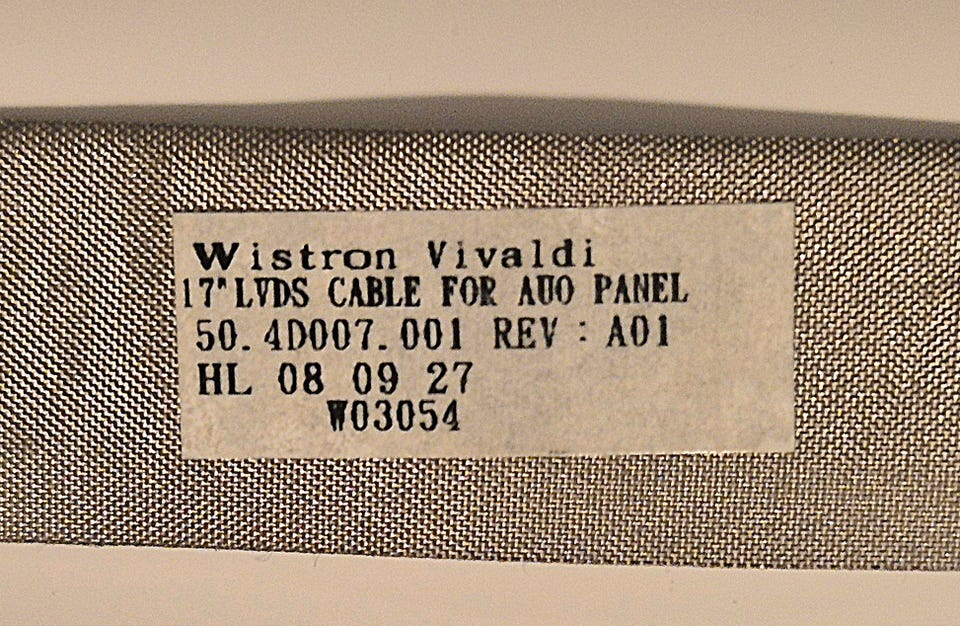 Wistron Vivaldi
17"LVDS CABLE FOR AUO PANEL
50.4D007.001 REV : A01
HL 08 09 27
W03054